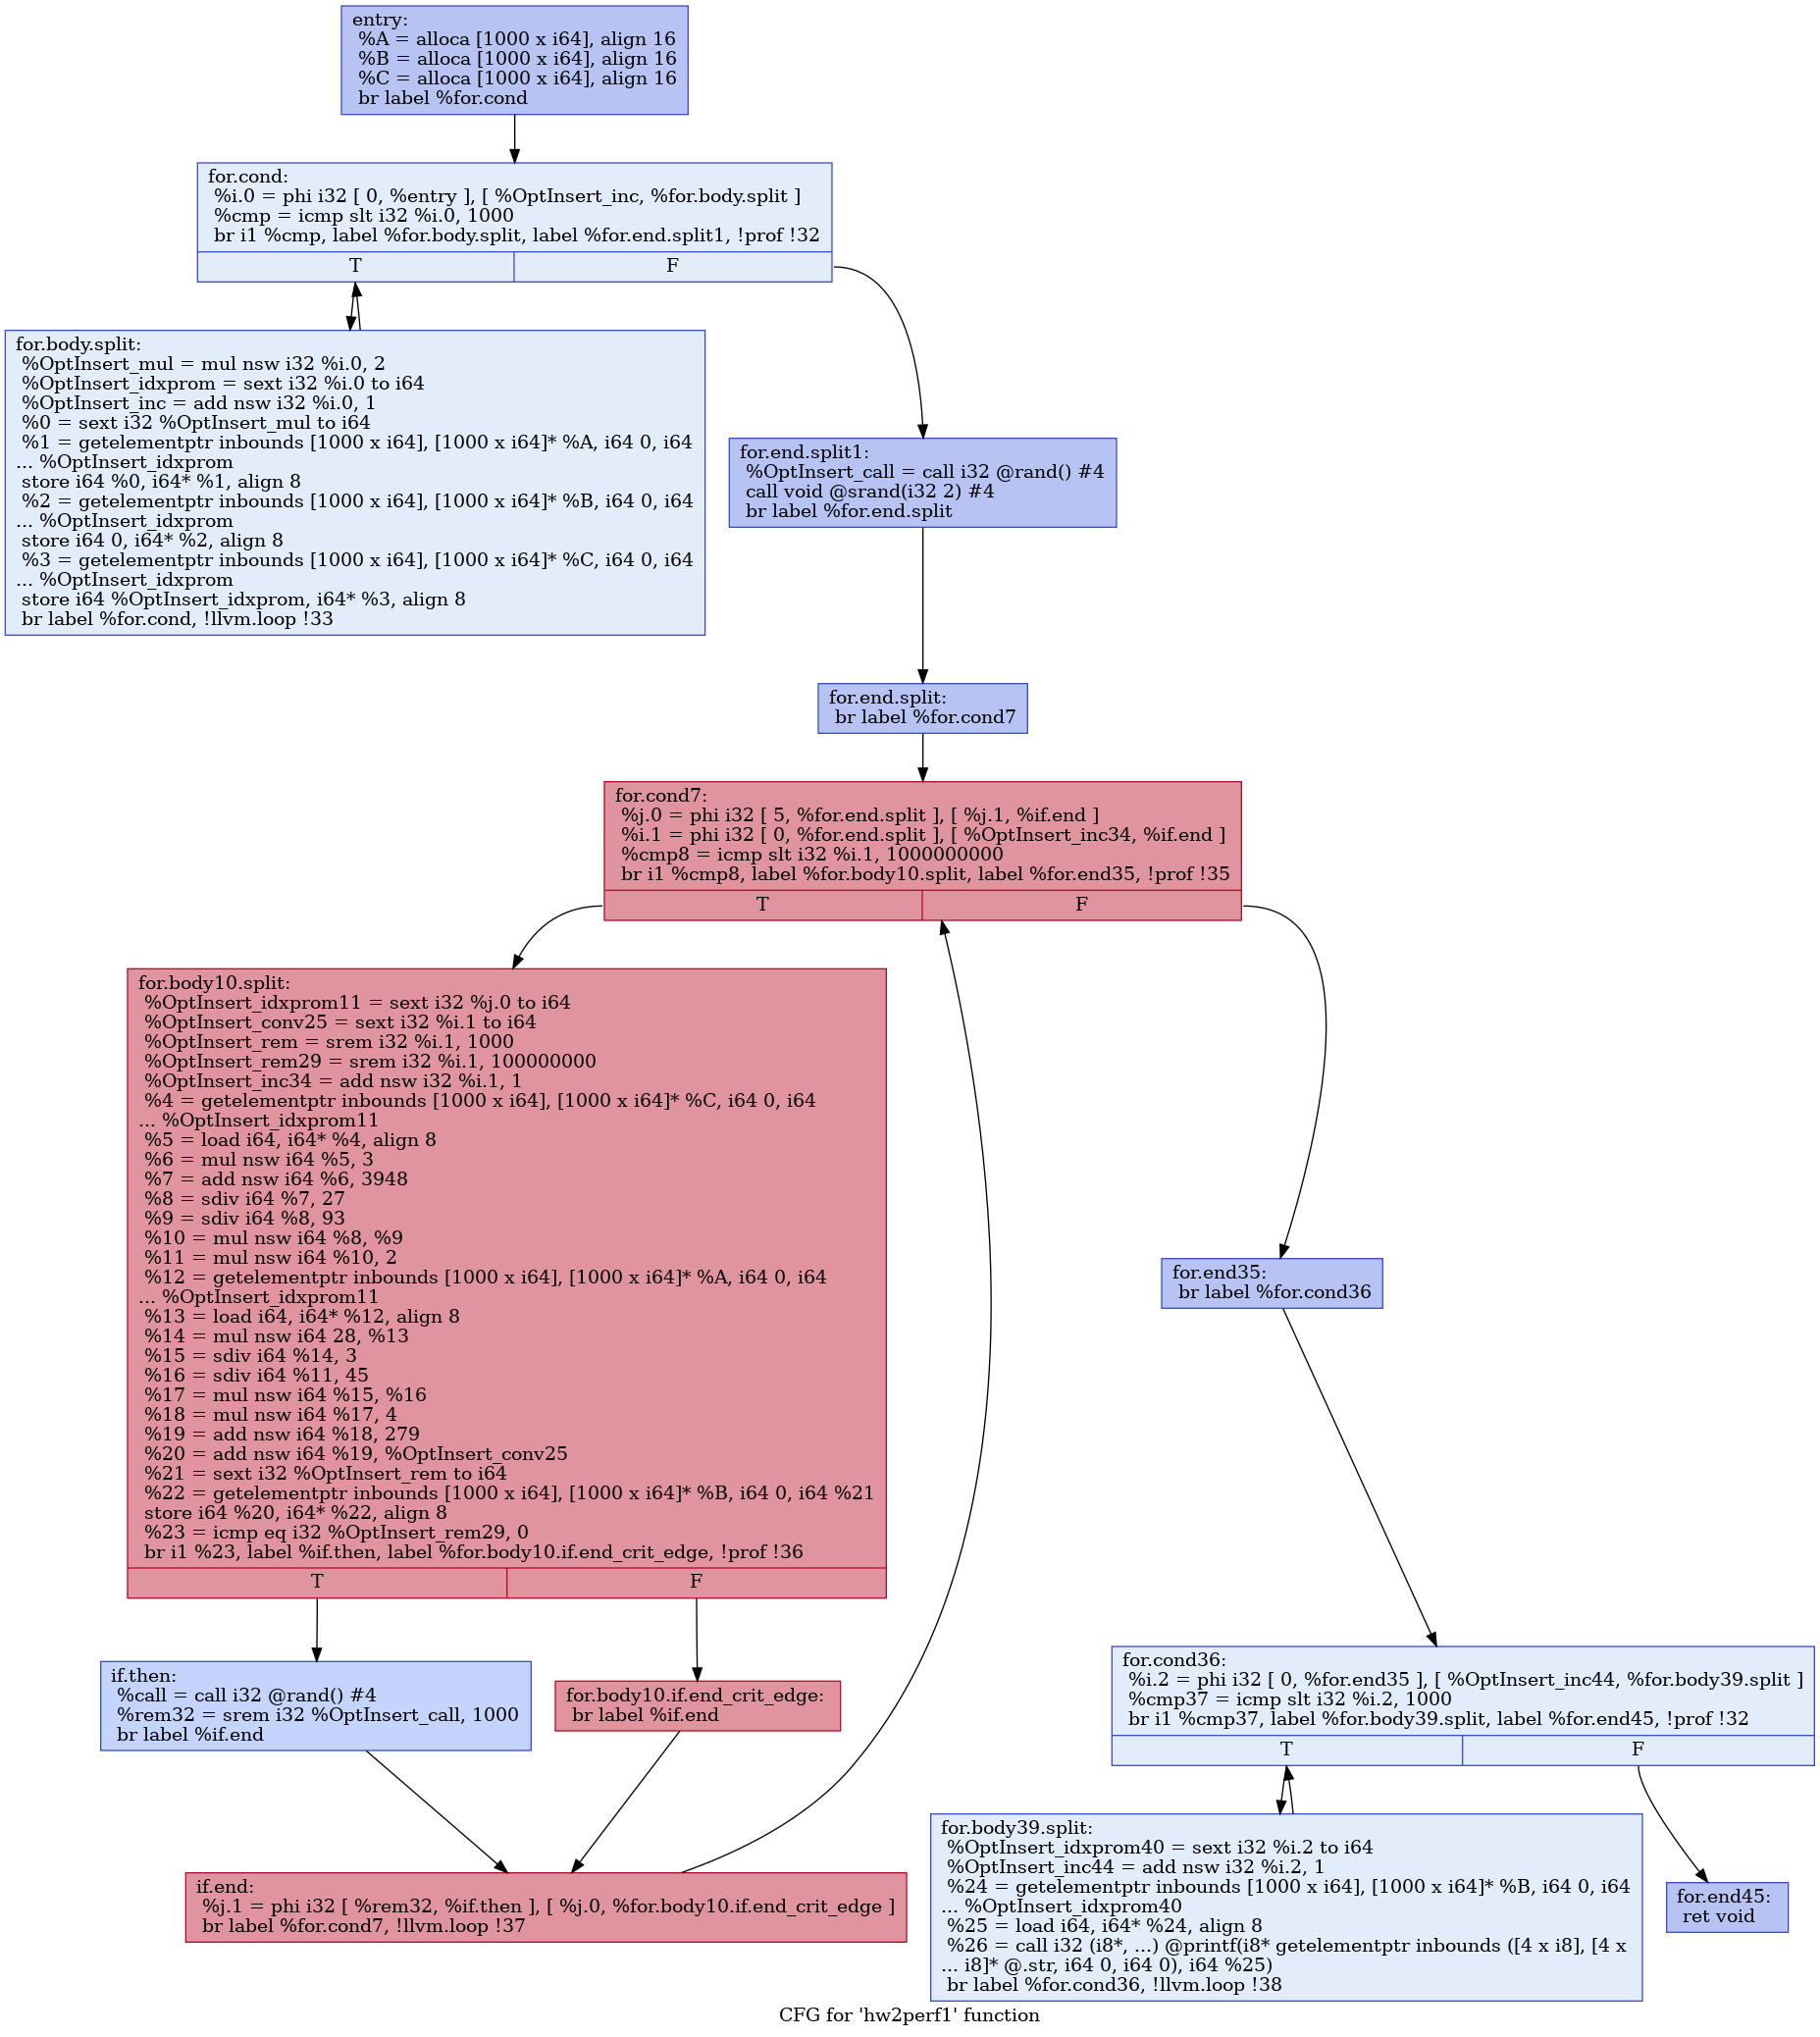 entry:
%A = alloca [1000 x i64], align 16
%B = alloca [1000 x i64], align 16
%C = alloca [1000 x i64], align 16
br label %for.cond
for.cond:
%i.0 = phi i32 [ 0, %entry ], [ %OptInsert_inc, %for.body.split ]
%cmp = icmp slt i32 %i.0, 1000
br i1 %cmp, label %for.body.split, label %for.end.split1, !prof !32
T
F
for.body.split:
%OptInsert_mul = mul nsw i32 %i.0, 2
%OptInsert_idxprom = sext i32 %i.0 to i64
%OptInsert_inc = add nsw i32 %i.0, 1
%0 = sext i32 %OptInsert_mul to i64
%1 = getelementptr inbounds [1000 x i64], [1000 x i64]* %A, i64 0, i64
... %OptInsert_idxprom
store i64 %0, i64* %1, align 8
%2 = getelementptr inbounds [1000 x i64], [1000 x i64]* %B, i64 0, i64
... %OptInsert_idxprom
store i64 0, i64* %2, align 8
%3 = getelementptr inbounds [1000 x i64], [1000 x i64]* %C, i64 0, i64
... %OptInsert_idxprom
store i64 %OptInsert_idxprom, i64* %3, align 8
br label %for.cond, !llvm.loop !33
for.end.split1:
%OptInsert_call = call i32 @rand() #4
call void @srand(i32 2) #4
br label %for.end.split
for.end.split:
br label %for.cond7
for.cond7:
%j.0 = phi i32 [ 5, %for.end.split ], [ %j.1, %if.end ]
%i.1 = phi i32 [ 0, %for.end.split ], [ %OptInsert_inc34, %if.end ]
%cmp8 = icmp slt i32 %i.1, 1000000000
br i1 %cmp8, label %for.body10.split, label %for.end35, !prof !35
T
F
for.body10.split:
%OptInsert_idxprom11 = sext i32 %j.0 to i64
%OptInsert_conv25 = sext i32 %i.1 to i64
%OptInsert_rem = srem i32 %i.1, 1000
%OptInsert_rem29 = srem i32 %i.1, 100000000
%OptInsert_inc34 = add nsw i32 %i.1, 1
%4 = getelementptr inbounds [1000 x i64], [1000 x i64]* %C, i64 0, i64
... %OptInsert_idxprom11
%5 = load i64, i64* %4, align 8
%6 = mul nsw i64 %5, 3
%7 = add nsw i64 %6, 3948
%8 = sdiv i64 %7, 27
%9 = sdiv i64 %8, 93
%10 = mul nsw i64 %8, %9
%11 = mul nsw i64 %10, 2
%12 = getelementptr inbounds [1000 x i64], [1000 x i64]* %A, i64 0, i64
... %OptInsert_idxprom11
%13 = load i64, i64* %12, align 8
%14 = mul nsw i64 28, %13
%15 = sdiv i64 %14, 3
%16 = sdiv i64 %11, 45
%17 = mul nsw i64 %15, %16
%18 = mul nsw i64 %17, 4
%19 = add nsw i64 %18, 279
%20 = add nsw i64 %19, %OptInsert_conv25
%21 = sext i32 %OptInsert_rem to i64
%22 = getelementptr inbounds [1000 x i64], [1000 x i64]* %B, i64 0, i64 %21
store i64 %20, i64* %22, align 8
%23 = icmp eq i32 %OptInsert_rem29, 0
br i1 %23, label %if.then, label %for.body10.if.end_crit_edge, !prof !36
T
F
for.end35:
br label %for.cond36
if.then:
%call = call i32 @rand() #4
%rem32 = srem i32 %OptInsert_call, 1000
br label %if.end
for.body10.if.end_crit_edge:
br label %if.end
for.cond36:
%i.2 = phi i32 [ 0, %for.end35 ], [ %OptInsert_inc44, %for.body39.split ]
%cmp37 = icmp slt i32 %i.2, 1000
br i1 %cmp37, label %for.body39.split, label %for.end45, !prof !32
T
F
if.end:
%j.1 = phi i32 [ %rem32, %if.then ], [ %j.0, %for.body10.if.end_crit_edge ]
br label %for.cond7, !llvm.loop !37
for.body39.split:
%OptInsert_idxprom40 = sext i32 %i.2 to i64
%OptInsert_inc44 = add nsw i32 %i.2, 1
%24 = getelementptr inbounds [1000 x i64], [1000 x i64]* %B, i64 0, i64
... %OptInsert_idxprom40
%25 = load i64, i64* %24, align 8
%26 = call i32 (i8*, ...) @printf(i8* getelementptr inbounds ([4 x i8], [4 x
... i8]* @.str, i64 0, i64 0), i64 %25)
br label %for.cond36, !llvm.loop !38
for.end45:
ret void
CFG for 'hw2perf1' function